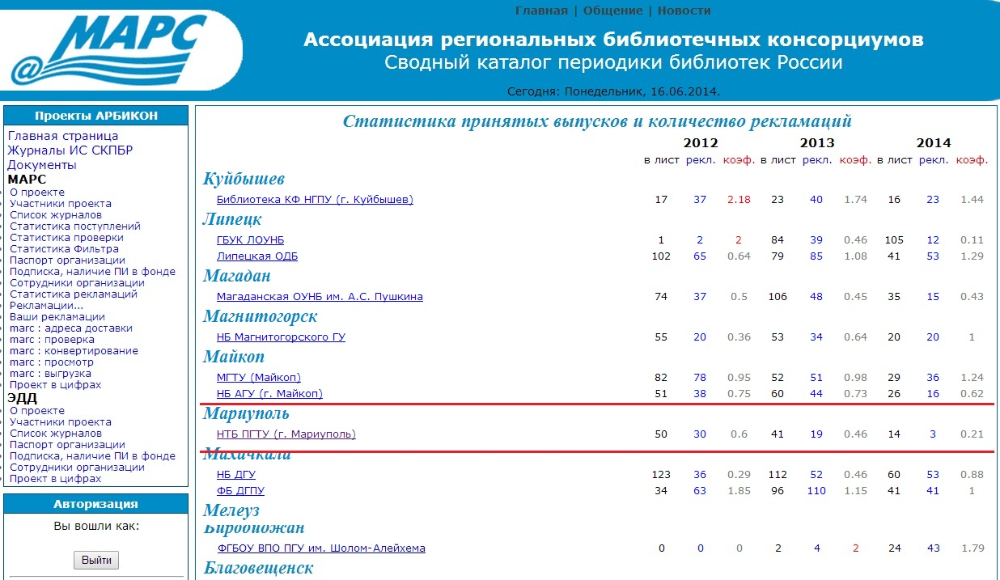 Главная | Общение | Новости
@МАРС
Ассоциация региональных библиотечных консорциумов
Сводный каталог периодики библиотек России
Сегодня: Понедельник, 16.06.2014.
Проекты АРБИКОН
Главная страница
Журналы ИС СКПБР
Документы
МАРС
О проекте
Участники проекта
Список журналов
Статистика поступлений
Статистика проверки
Статистика Фильтра
Паспорт организации
Подписка, наличие ПИ в фонде
Сотрудники организации
Статистика рекламаций
Рекламации...
Ваши рекламации
marc : адреса доставки
marc : проверка
marc : конвертирование
marc : просмотр
marc : выгрузка
Проект в цифрах
ЭДД
О проекте
Участники проекта
Список журналов
Паспорт организации
Подписка, наличие ПИ в фонде
Сотрудники организации
Проект в цифрах
Авторизация
Вы вошли как:
Выйти
Статистика принятых выпусков и количество рекламаций
2012 2013 2014
в лист рекл. коэф. в лист рекл. коэф. в лист рекл. коэф.
Куйбышев
Библиотека КФ НГПУ (г. Куйбышев) 17 37 2.18 23 40 1.74 16 23 1.44
Липецк
ГБУК ЛОУНБ 1 2 2 84 39 0.46 105 12 0.11
Липецкая ОДБ 102 65 0.64 79 85 1.08 41 53 1.29
Магадан
Магаданская ОУНБ им. А.С. Пушкина 74 37 0.5 106 48 0.45 35 15 0.43
Магнитогорск
НБ Магнитогорского ГУ 55 20 0.36 53 34 0.64 20 20 1
Майкоп
МГТУ (Майкоп) 82 78 0.95 52 51 0.98 29 36 1.24
НБ АГУ (г. Майкоп) 51 38 0.75 60 44 0.73 26 16 0.62
Мариуполь
НТБ ПГТУ (г. Мариуполь) 50 30 0.6 41 19 0.46 14 3 0.21
Махачкала
НБ ДГУ 123 36 0.29 112 52 0.46 60 53 0.88
ФБ ДГПУ 34 63 1.85 96 110 1.15 41 41 1
Мелеуз
Биробиджан
ФГБОУ ВПО ПГУ им. Шолом-Алейхема 0 0 0 2 4 2 24 43 1.79
Благовещенск